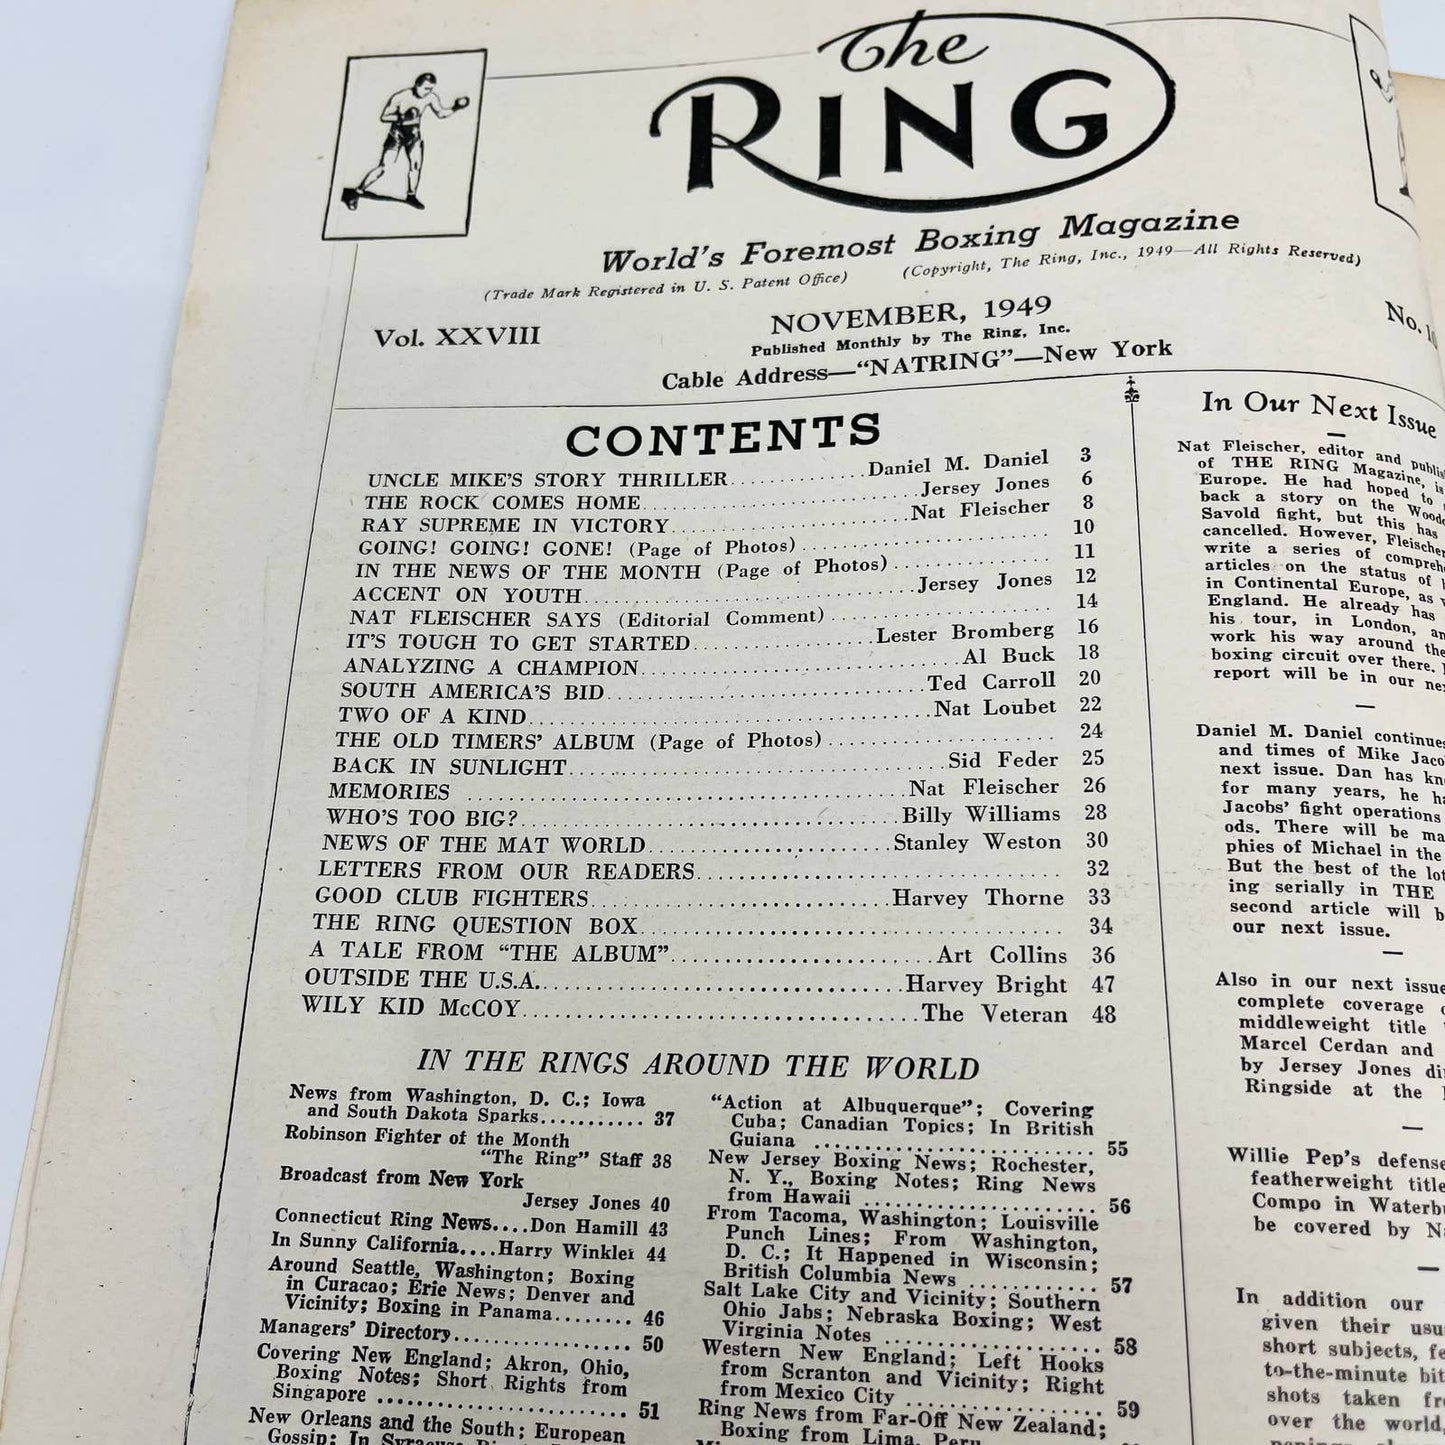 The
RING
World's Foremost Boxing Magazine
(Trade Mark Registered in U. S. Patent Office) (Copyright, The Ring, Inc., 1949—All Rights Reserved)
Vol. XXVIII
NOVEMBER, 1949
No.
Published Monthly by The Ring, Inc.
Cable Address—"NATRING"—New York
CONTENTS
UNCLE MIKE'S STORY THRILLER..............Daniel M. Daniel 3
THE ROCK COMES HOME..............Jersey Jones 6
RAY SUPREME IN VICTORY..............Nat Fleischer 8
GOING! GOING! GONE! (Page of Photos).............. 10
IN THE NEWS OF THE MONTH (Page of Photos).............. 11
ACCENT ON YOUTH..............Jersey Jones 12
NAT FLEISCHER SAYS (Editorial Comment).............. 14
IT'S TOUGH TO GET STARTED..............Lester Bromberg 16
ANALYZING A CHAMPION..............Al Buck 18
SOUTH AMERICA'S BID..............Ted Carroll 20
TWO OF A KIND..............Nat Loubet 22
THE OLD TIMERS' ALBUM (Page of Photos).............. 24
BACK IN SUNLIGHT..............Sid Feder 25
MEMORIES ..............Nat Fleischer 26
WHO'S TOO BIG?..............Billy Williams 28
NEWS OF THE MAT WORLD..............Stanley Weston 30
LETTERS FROM OUR READERS.............. 32
GOOD CLUB FIGHTERS..............Harvey Thorne 33
THE RING QUESTION BOX.............. 34
A TALE FROM "THE ALBUM"..............Art Collins 36
OUTSIDE THE U.S.A...............Harvey Bright 47
WILY KID McCOY..............The Veteran 48
IN THE RINGS AROUND THE WORLD
News from Washington, D. C.; Iowa
and South Dakota Sparks........... 37
Robinson Fighter of the Month
"The Ring" Staff 38
Broadcast from New York
Jersey Jones 40
Connecticut Ring News....Don Hamill 43
In Sunny California....Harry Winkler 44
Around Seattle, Washington; Boxing
in Curacao; Erie News; Denver and
Vicinity; Boxing in Panama........ 46
Managers' Directory.................. 50
Covering New England; Akron, Ohio,
Boxing Notes; Short Rights from
Singapore ......................... 51
New Orleans and the South; European
Gossip; In Syracuse
"Action at Albuquerque"; Covering
Cuba; Canadian Topics; In British
Guiana ............................ 55
New Jersey Boxing News; Rochester,
N. Y., Boxing Notes; Ring News
from Hawaii ....................... 56
From Tacoma, Washington; Louisville
Punch Lines; From Washington,
D. C.; It Happened in Wisconsin;
British Columbia News ............. 57
Salt Lake City and Vicinity; Southern
Ohio Jabs; Nebraska Boxing; West
Virginia Notes .................... 58
Western New England; Left Hooks
from Scranton and Vicinity; Right
from Mexico City .................. 59
Ring News from Far-Off New Zealand;
Boxing from Lima, Peru
In Our Next Issue
Nat Fleischer, editor and
of THE RING Magazine, is
Europe. He had hoped to
back a story on the
Savold fight, but this has
cancelled. However, Fleischer
write a series of
articles on the status of
in Continental Europe, as
England. He already has
his tour, in London,
work his way around the
boxing circuit over there.
report will be in our
Daniel M. Daniel continues
and times of Mike
next issue. Dan has
for many years, he
Jacobs' fight operations
ods. There will be
phies of Michael in the
But the best of the lot
ing serially in THE
second article will
our next issue.
Also in our next issue
complete coverage
middleweight title
Marcel Cerdan and
by Jersey Jones
Ringside at the
Willie Pep's defense
featherweight title
Compo in
be covered by
In addition our
given their
short subjects,
to-the-minute
shots taken
over the world,